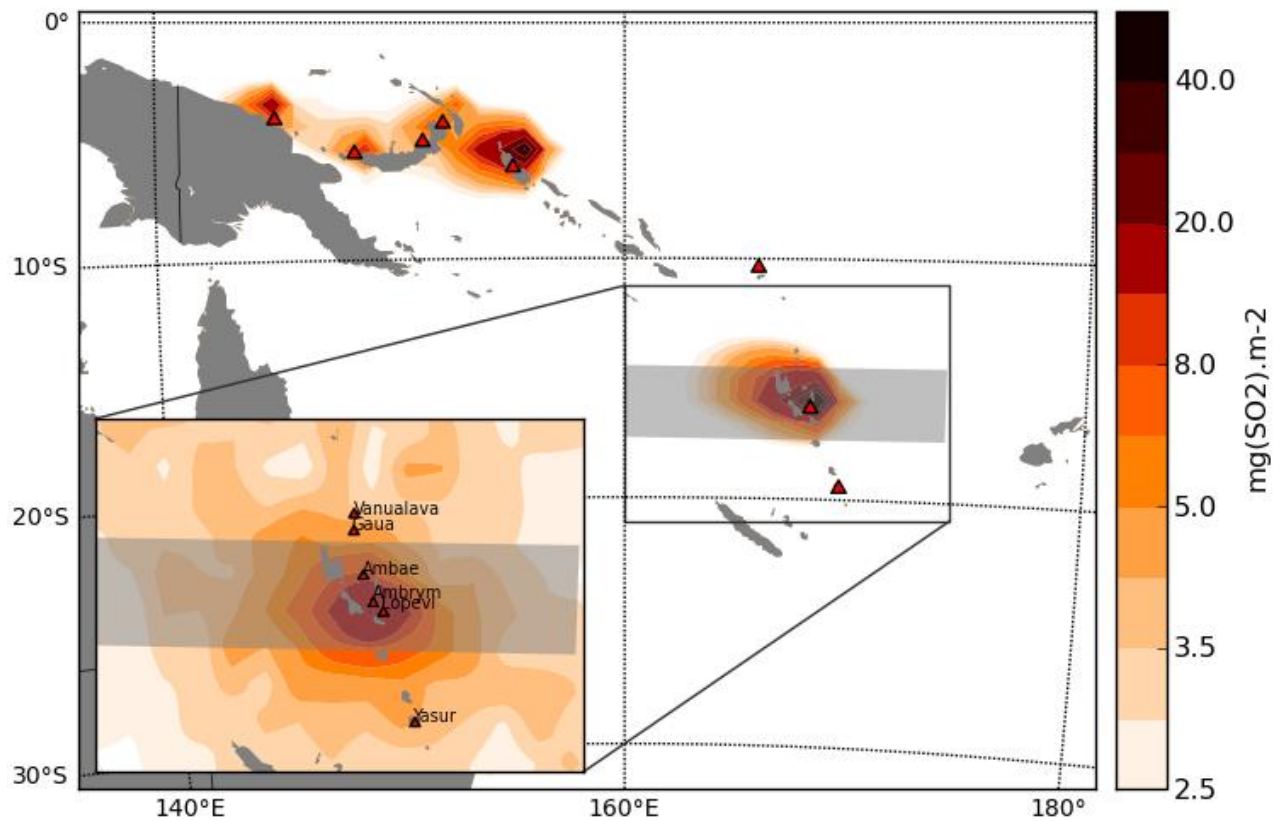 0°
10°S
20°S
30°S
140°E
160°E
180°
Vanualava
Gaua
Ambae
Ambrym
Lopevi
Yasur
40.0
20.0
8.0
5.0
3.5
2.5
mg(SO2).m-2